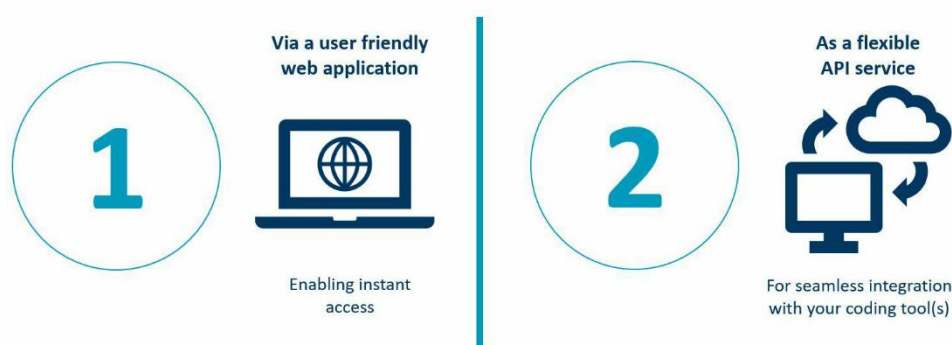 1
Via a user friendly
web application
Enabling instant
access
2
As a flexible
API service
For seamless integration
with your coding tool(s)